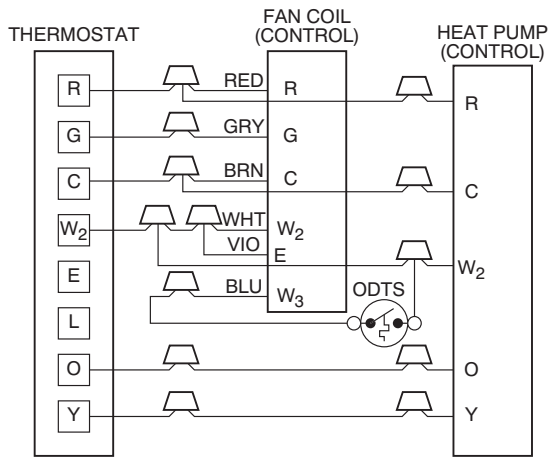 THERMOSTAT
FAN COIL
(CONTROL)
HEAT PUMP
(CONTROL)
R
RED
R
R
G
GRY
G
C
BRN
C
C
W2
WHT
W2
VIO
E
W2
E
BLU
W3
ODTS
L
O
O
Y
Y